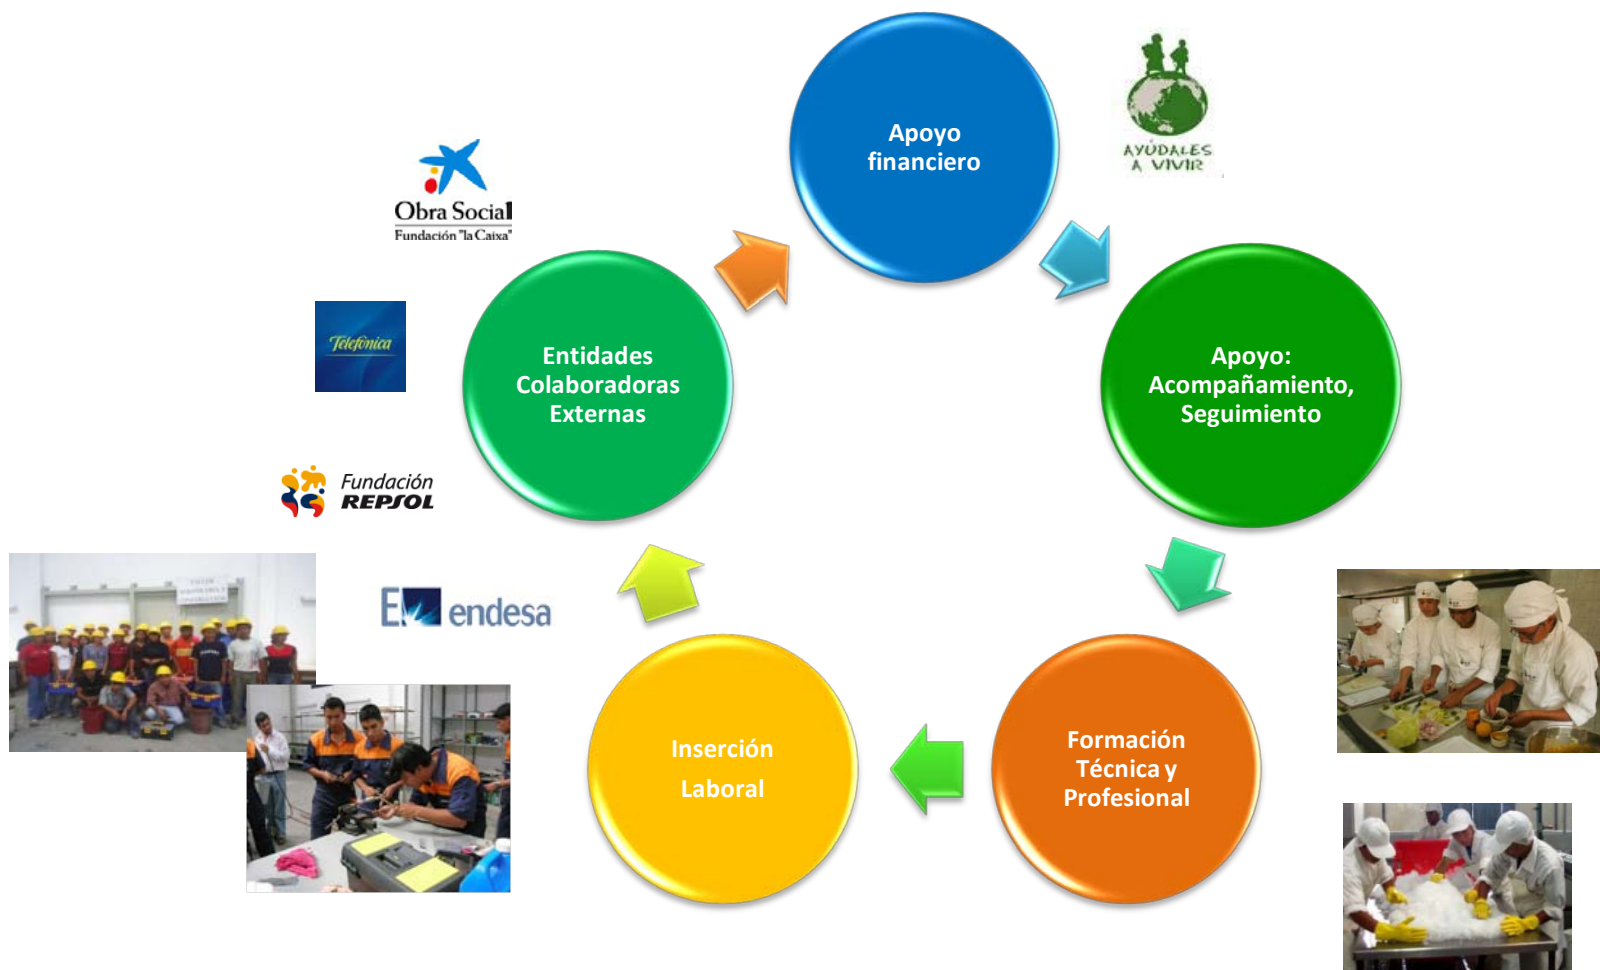 Apoyo
financiero
AYÚDALES
A VIVIR
Obra Social
Fundación "la Caixa"
Entidades
Colaboradoras
Externas
Apoyo:
Acompañamiento,
Seguimiento
Telefónica
Fundación
REPSOL
endesa
TALLER
Inserción
Laboral
Formación
Técnica y
Profesional